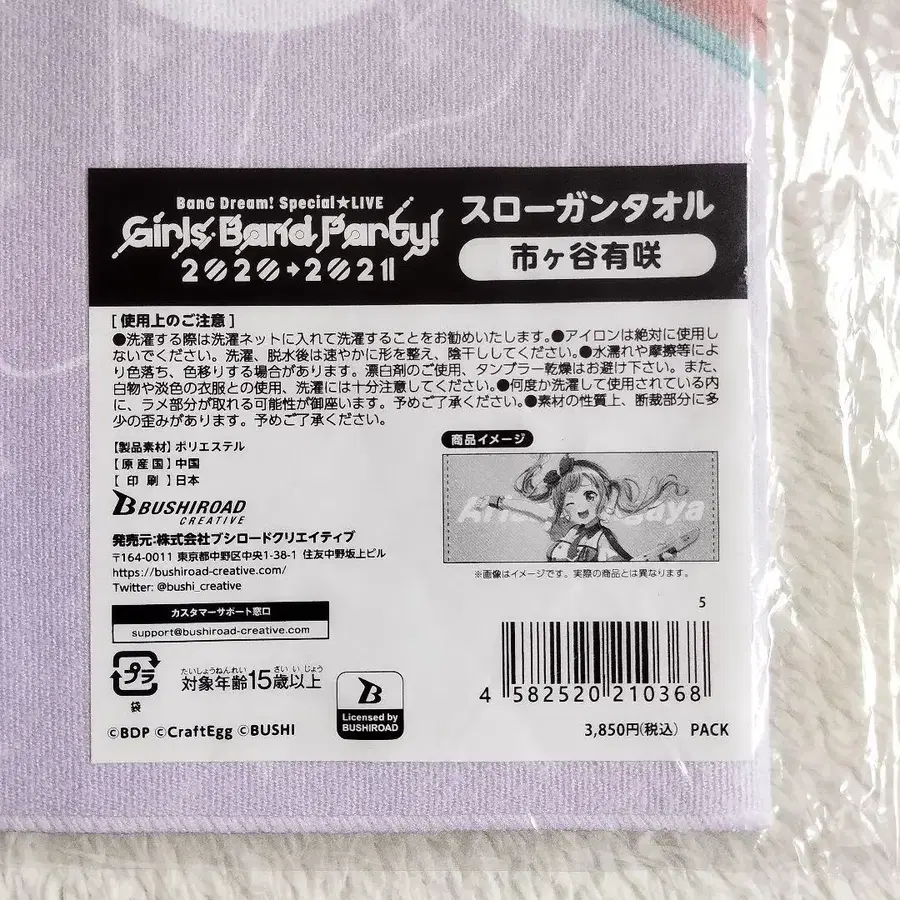 BanG Dream! Special★LIVE
Girls Band Party!
2020→2021
スローガンタオル
市ヶ谷有咲
[使用上のご注意]
●洗濯する際は洗濯ネットに入れて洗濯することをお勧めいたします。●アイロンは絶対に使用し
ないでください。洗濯、脱水後は速やかに形を整え、陰干ししてください。●水濡れや摩擦等によ
り色落ち、色移りする場合があります。漂白剤のご使用、タンブラー乾燥はお避け下さい。また、
白物や淡色の衣服との使用、洗濯には十分注意してください。●何度か洗濯して使用されている内
に、ラメ部分が取れる可能性が御座います。予めご了承ください。●素材の性質上、断裁部分に多
少の歪みがあります。予めご了承ください。
【製品素材】ポリエステル
【原産国】中国
【印刷】日本
BUSHIROAD
CREATIVE
発売元:株式会社ブシロードクリエイティブ
〒164-0011 東京都中野区中央1-38-1 住友中野坂上ビル
https://bushiroad-creative.com/
Twitter: @bushi_creative
カスタマーサポート窓口
support@bushiroad-creative.com
プラ
袋
たいしょうねんれい さい いじょう
対象年齢15歳以上
B
Licensed by
BUSHIROAD
©BDP ©CraftEgg ©BUSHI
商品イメージ
※画像はイメージです。実際の商品とは異なります。
5
4 582520 210368
3,850円(税込) PACK